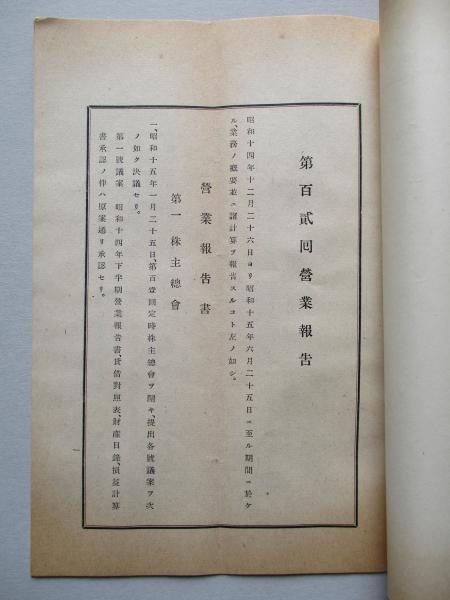 第百貳囘營業報告
昭和十四年十二月二十六日ヨリ昭和十五年六月二十五日ニ至ル期間ニ於ケ
ル、業務ノ概要並ニ諸計算ヲ報吿スルコト左ノ如シ。
營業報告書
第一 株主總會
一、昭和十五年一月二十五日、第百壹囘定時株主總會ヲ開キ、提出各號議案ヲ次
ノ如ク決議セリ。
第一號議案 昭和十四年下半期營業報告書、貸借對照表、財產目錄、損益計算
書承認ノ件ハ原案通リ承認セリ。